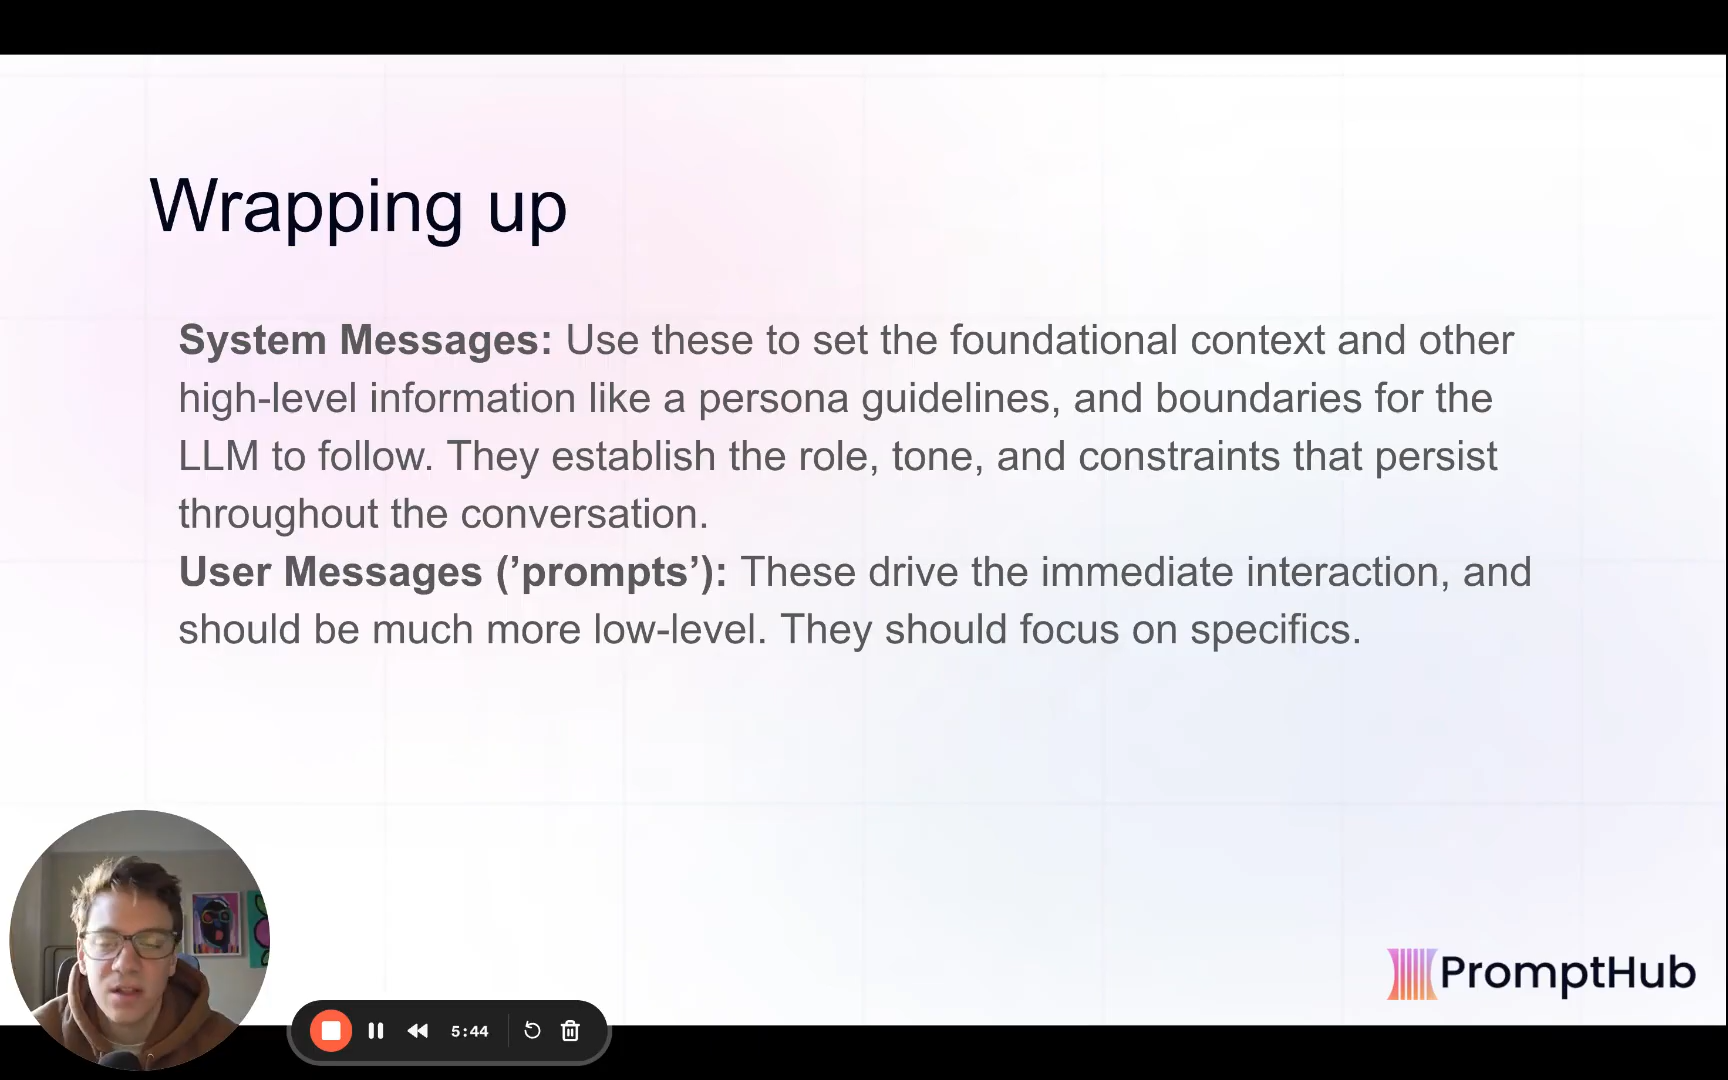 Wrapping up
System Messages: Use these to set the foundational context and other
high-level information like a persona guidelines, and boundaries for the
LLM to follow. They establish the role, tone, and constraints that persist
throughout the conversation.
User Messages (’prompts’): These drive the immediate interaction, and
should be much more low-level. They should focus on specifics.
PromptHub
5:44